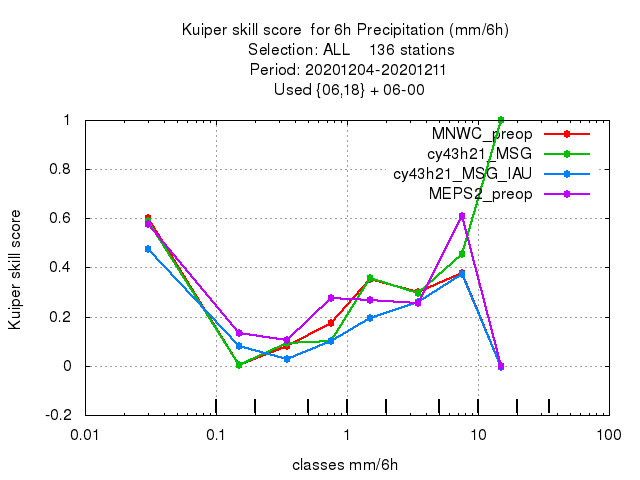 Kuiper skill score  for 6h Precipitation (mm/6h)
Selection: ALL    136 stations
Period: 20201204-20201211
Used {06,18} + 06-00
MNWC_preop
cy43h21_MSG
cy43h21_MSG_IAU
MEPS2_preop
Kuiper skill score
1
0.8
0.6
0.4
0.2
0
-0.2
0.01 0.1 1 10 100
classes mm/6h